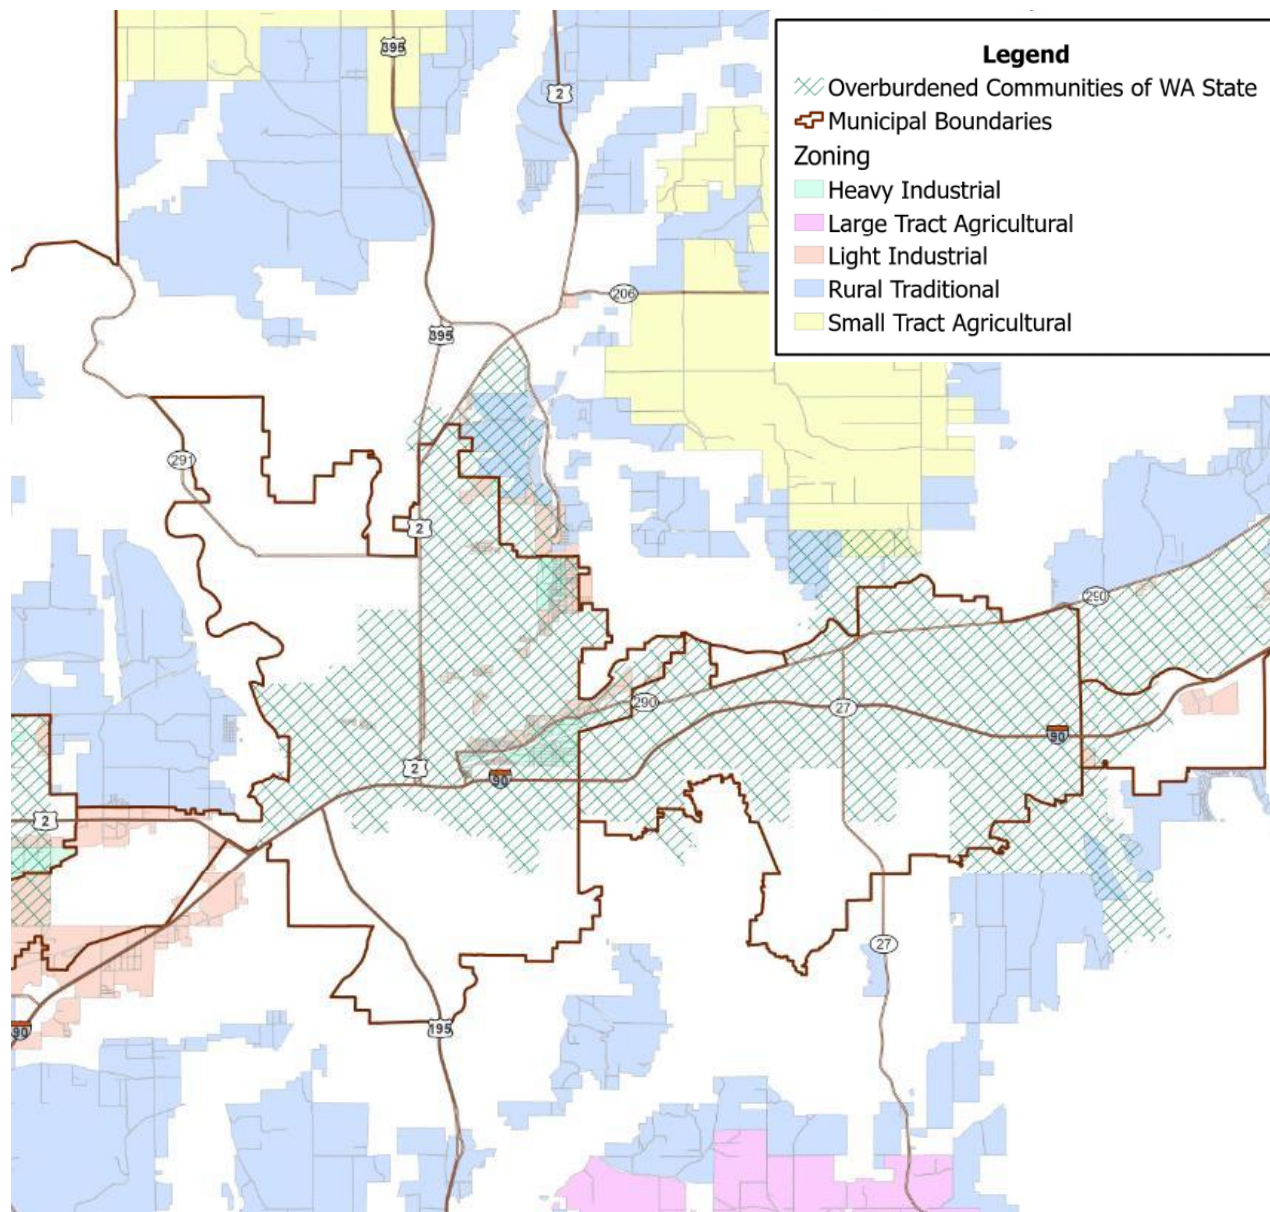 395
2
Legend
Overburdened Communities of WA State
Municipal Boundaries
Zoning
Heavy Industrial
Large Tract Agricultural
Light Industrial
Rural Traditional
Small Tract Agricultural
206
395
291
2
290
290
27
90
2
90
2
27
90
195